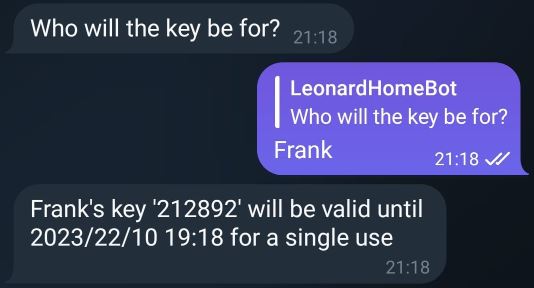 Who will the key be for?
21:18
LeonardHomeBot
Who will the key be for?
Frank
21:18
Frank's key '212892' will be valid until
2023/22/10 19:18 for a single use
21:18